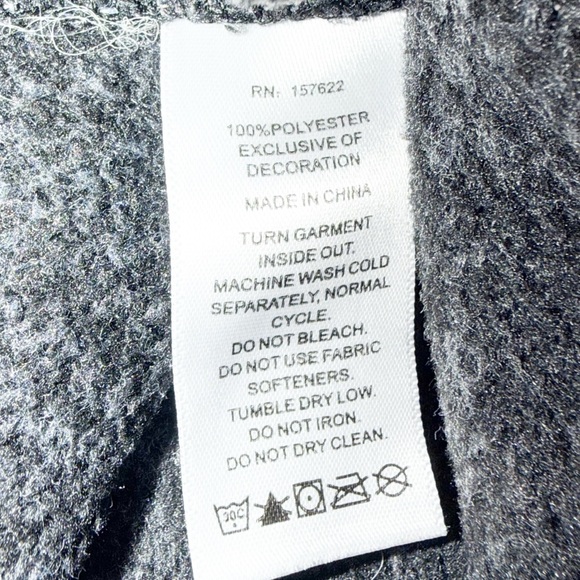 RN: 157622
100%POLYESTER
EXCLUSIVE OF
DECORATION
MADE IN CHINA
TURN GARMENT
INSIDE OUT.
MACHINE WASH COLD
SEPARATELY, NORMAL
CYCLE.
DO NOT BLEACH.
DO NOT USE FABRIC
SOFTENERS.
TUMBLE DRY LOW.
DO NOT IRON.
DO NOT DRY CLEAN.
30C